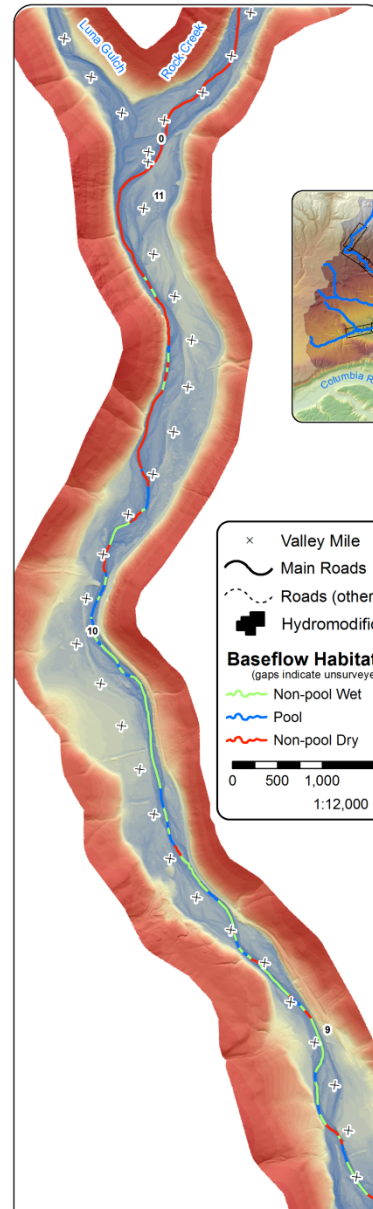 Luna Gulch
Rock Creek
0
11
Columbia R
Valley Mile
Main Roads
Roads (other
Hydromodific
10
Baseflow Habitat
(gaps indicate unsurveye
Non-pool Wet
Pool
Non-pool Dry
0 500 1,000
1:12,000
9